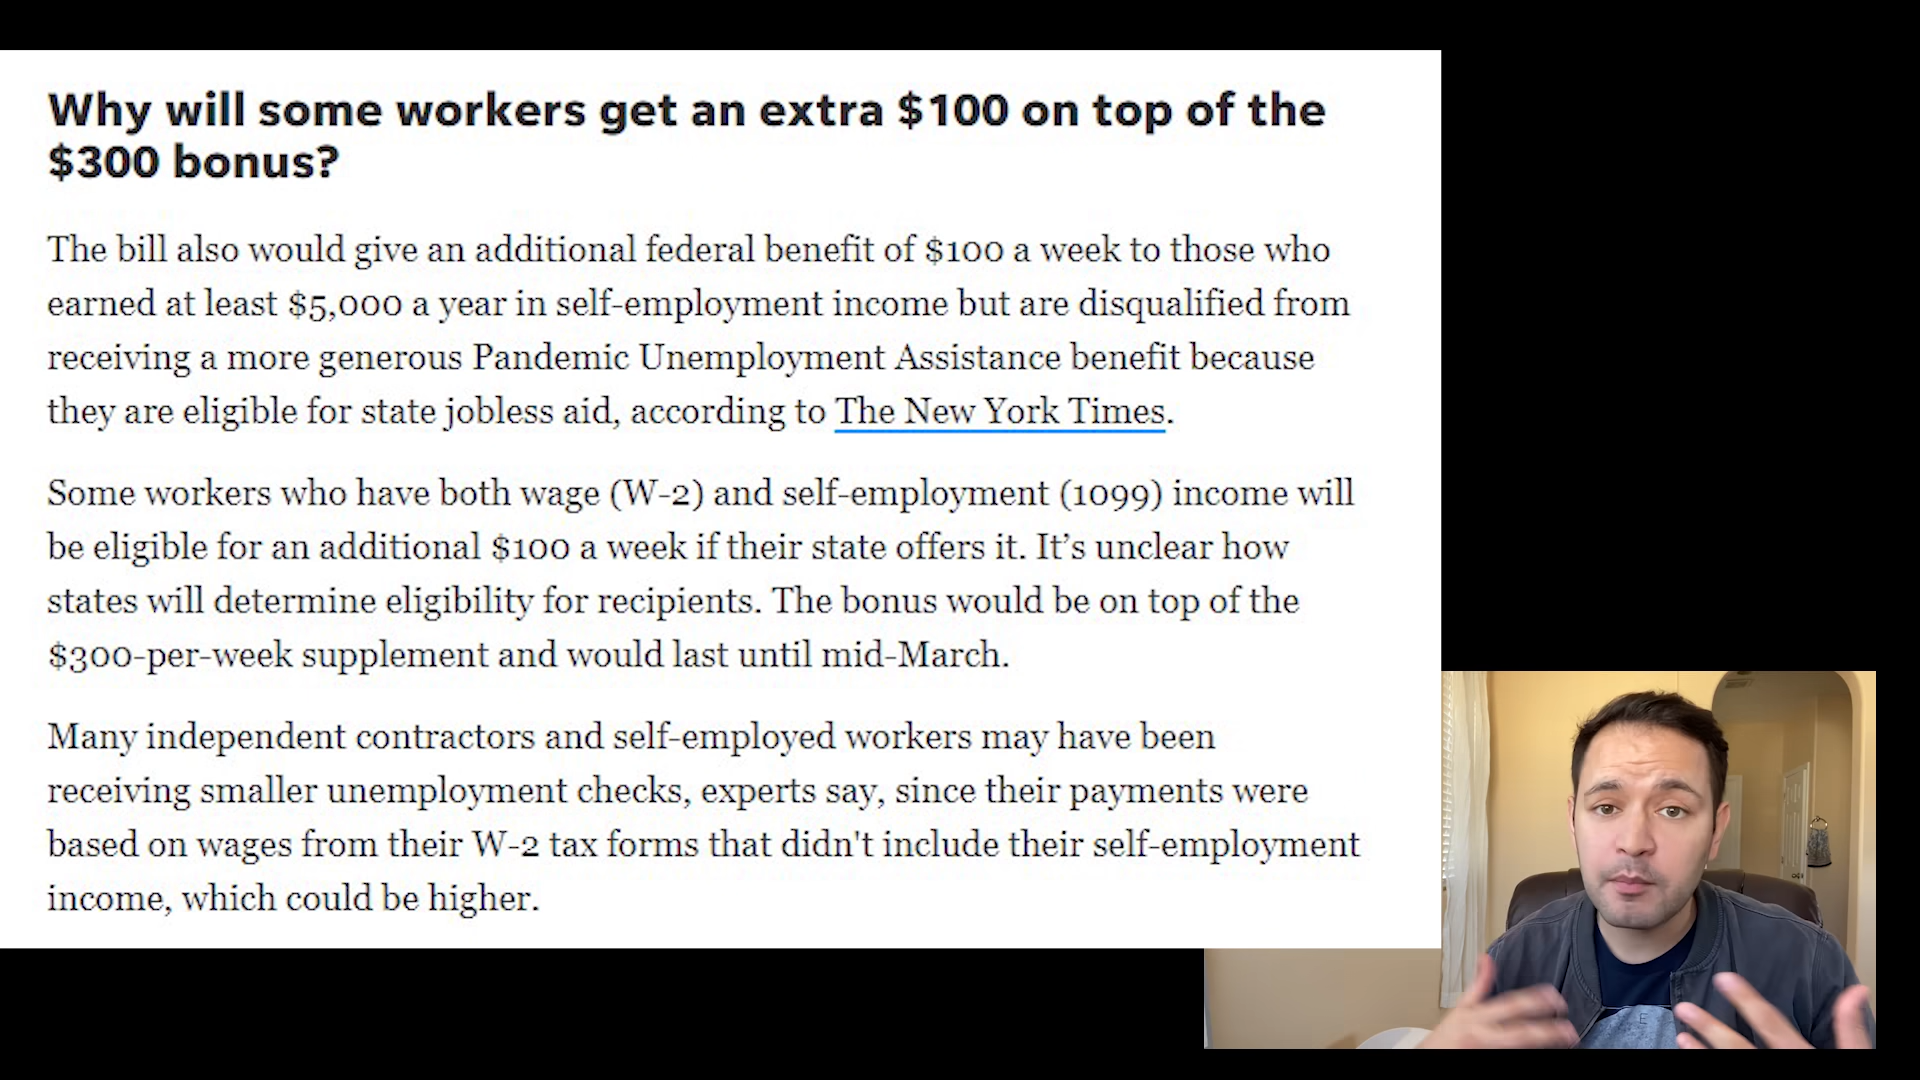 Why will some workers get an extra $100 on top of the
$300 bonus?
The bill also would give an additional federal benefit of $100 a week to those who
earned at least $5,000 a year in self-employment income but are disqualified from
receiving a more generous Pandemic Unemployment Assistance benefit because
they are eligible for state jobless aid, according to The New York Times.
Some workers who have both wage (W-2) and self-employment (1099) income will
be eligible for an additional $100 a week if their state offers it. It’s unclear how
states will determine eligibility for recipients. The bonus would be on top of the
$300-per-week supplement and would last until mid-March.
Many independent contractors and self-employed workers may have been
receiving smaller unemployment checks, experts say, since their payments were
based on wages from their W-2 tax forms that didn't include their self-employment
income, which could be higher.
E